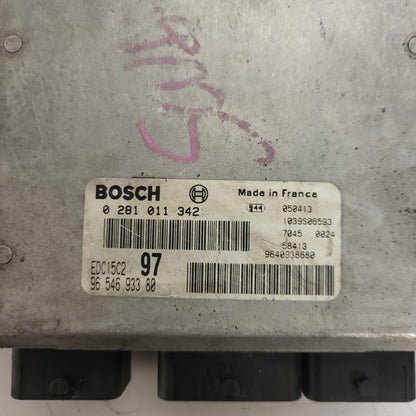 BOSCH Made in France
0 281 011 342 944 050413
1039S06593
7045 0024
68413
9640938680
EDC15C2 97
96 546 933 80